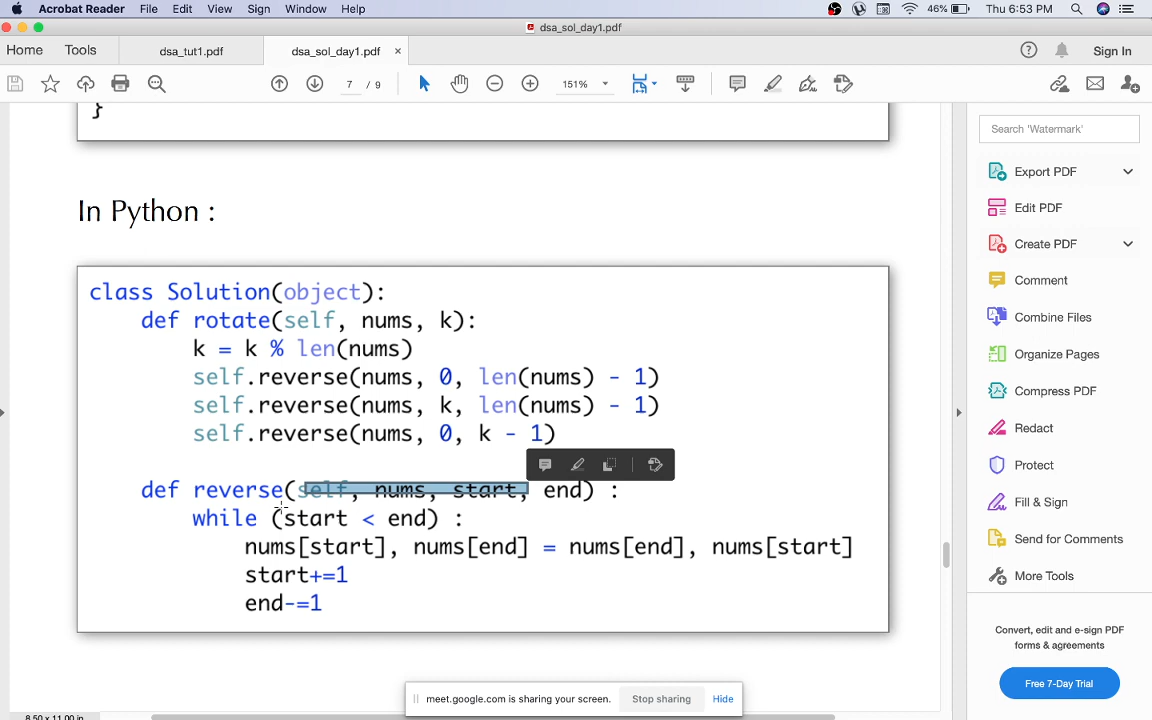 Acrobat Reader File Edit View Sign Window Help 46% Thu 6:53 PM
dsa_sol_day1.pdf
Home Tools dsa_tut1.pdf dsa_sol_day1.pdf × Sign In
7 / 9 151%
}
In Python :
class Solution(object):
def rotate(self, nums, k):
k = k % len(nums)
self.reverse(nums, 0, len(nums) - 1)
self.reverse(nums, k, len(nums) - 1)
self.reverse(nums, 0, k - 1)
def reverse(self, nums, start, end) :
while (start < end) :
nums[start], nums[end] = nums[end], nums[start]
start+=1
end-=1
Search 'Watermark'
Export PDF
Edit PDF
Create PDF
Comment
Combine Files
Organize Pages
Compress PDF
Redact
Protect
Fill & Sign
Send for Comments
More Tools
Convert, edit and e-sign PDF
forms & agreements
Free 7-Day Trial
meet.google.com is sharing your screen. Stop sharing Hide
8.50 x 11.00 in